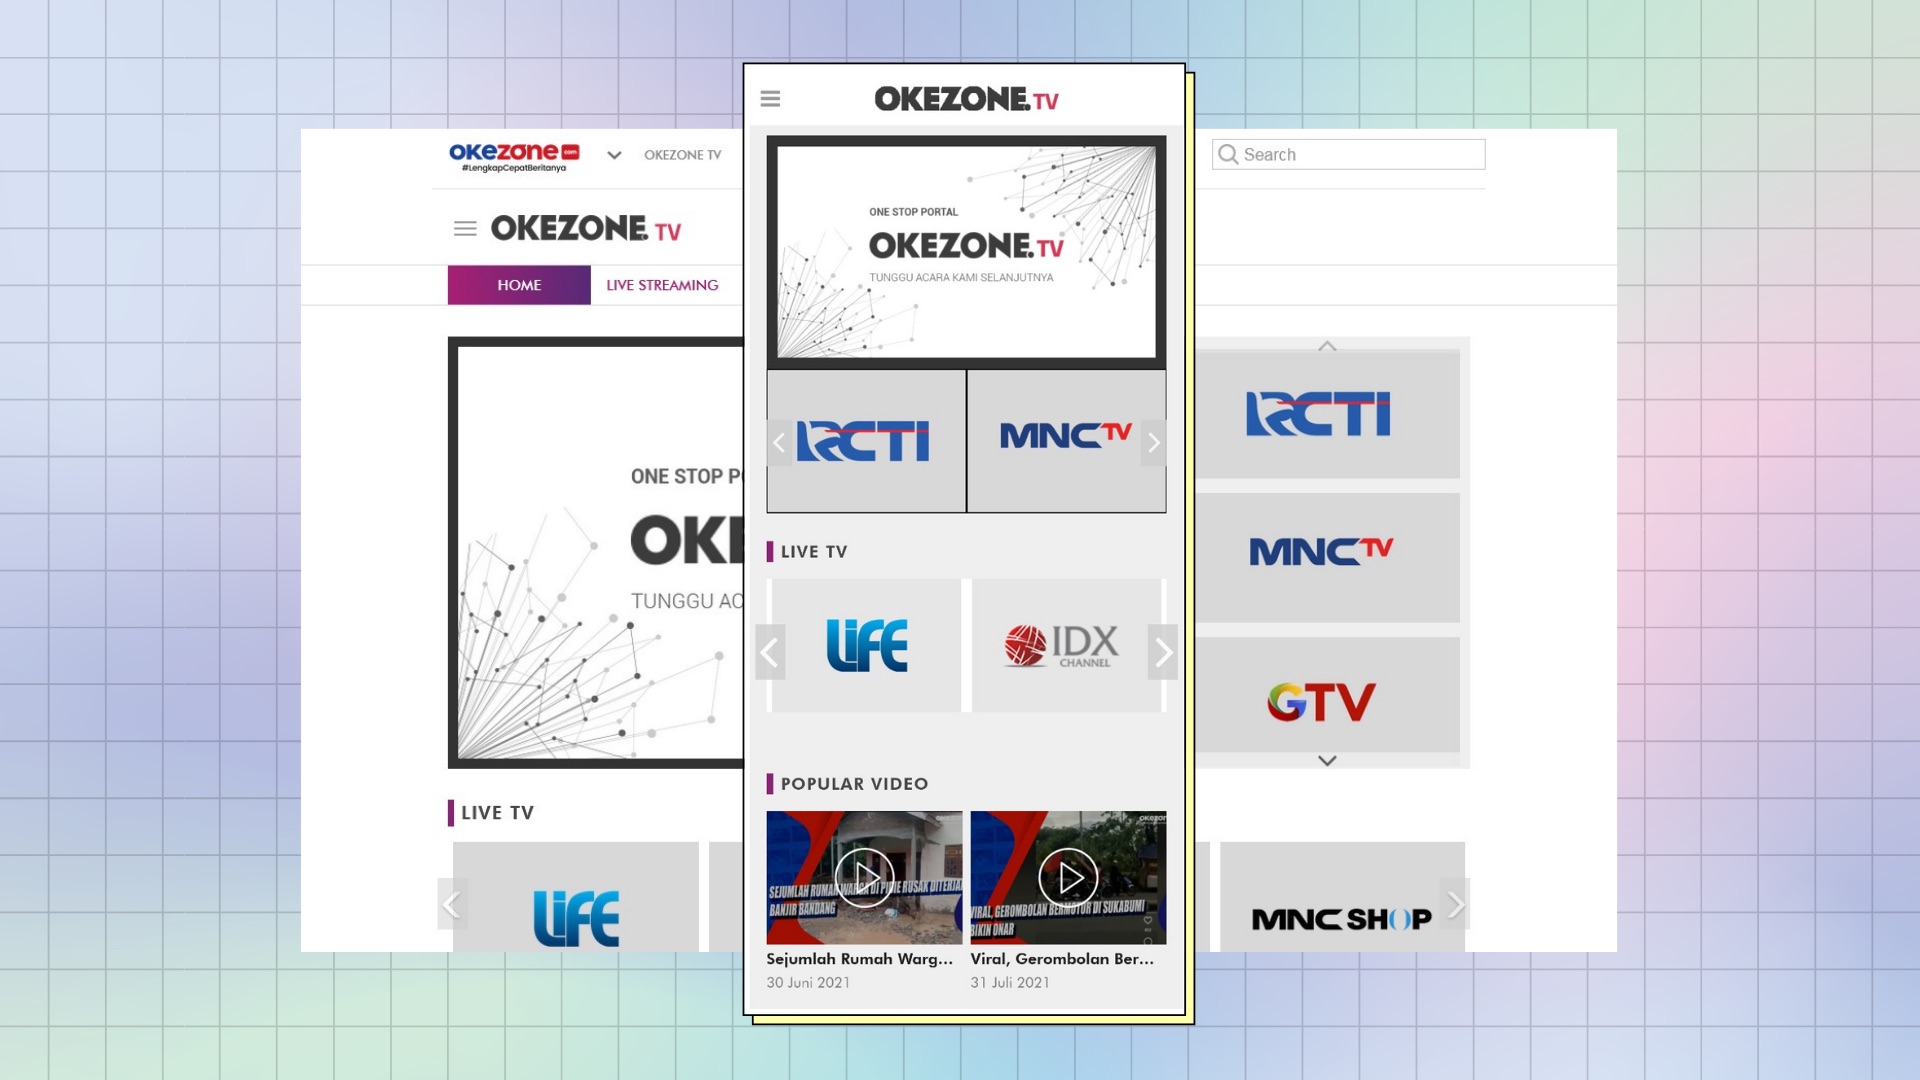 okezone.com
#LengkapCepatBeritanya
OKEZONE TV
Search
OKEZONE.TV
HOME
LIVE STREAMING
ONE STOP P
OKE
TUNGGU AC
RCTI
MNCTV
GTV
LIVE TV
LiFE
MNC SHOP
OKEZONE.TV
ONE STOP PORTAL
OKEZONE.TV
TUNGGU ACARA KAMI SELANJUTNYA
RCTI
MNCTV
LIVE TV
LiFE
IDX
CHANNEL
POPULAR VIDEO
SEJUMLAH RUMAH WARGA DI PIDIE RUSAK DITERJANG
BANJIR BANDANG
VIRAL, GEROMBOLAN BERMOTOR DI SUKABUMI
BIKIN ONAR
Sejumlah Rumah Warg...
Viral, Gerombolan Ber...
30 Juni 2021
31 Juli 2021